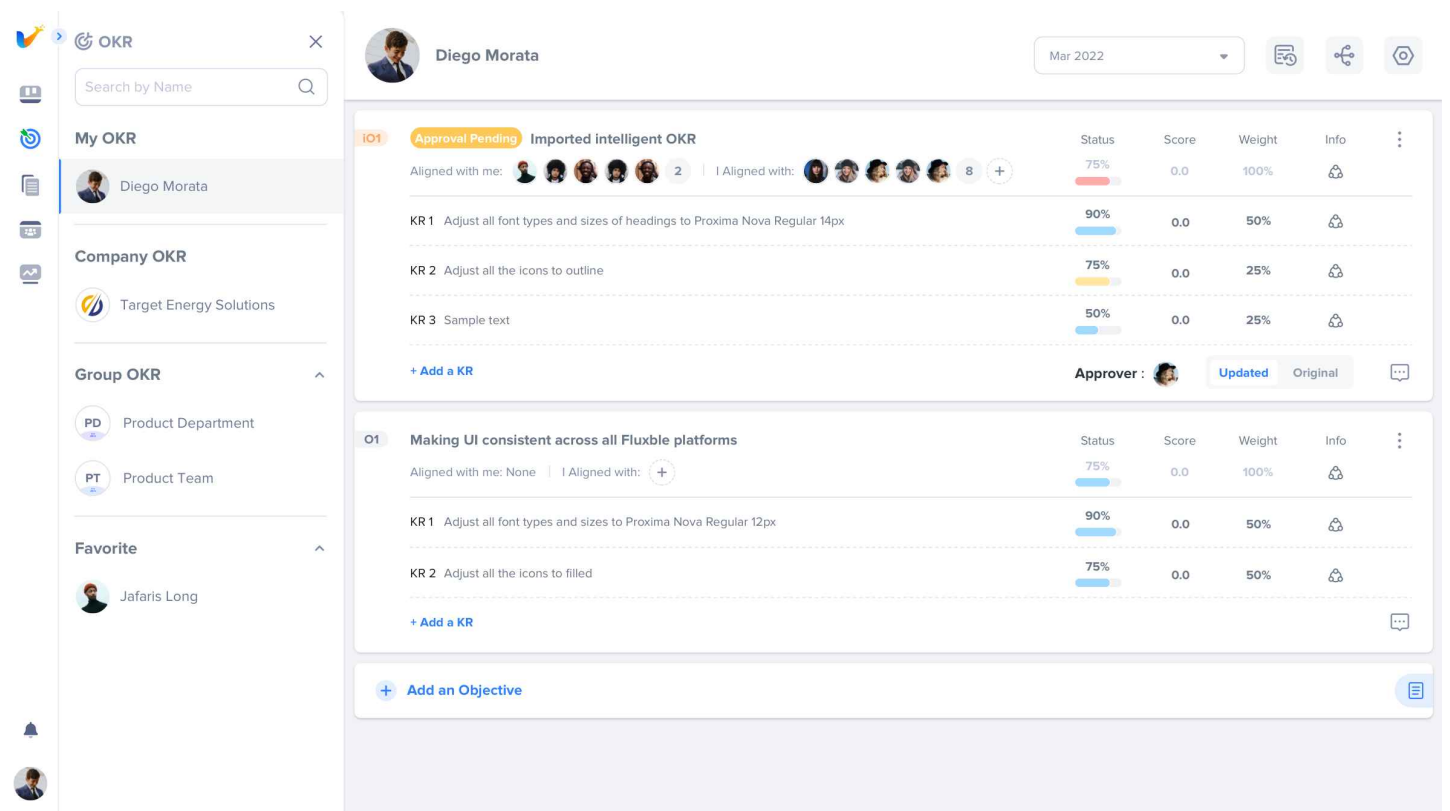 OKR
Search by Name
My OKR
Diego Morata
Company OKR
Target Energy Solutions
Group OKR
PD Product Department
PT Product Team
Favorite
Jafaris Long
Diego Morata
Mar 2022
iO1 Approval Pending Imported intelligent OKR Status Score Weight Info
Aligned with me: 2 I Aligned with: 8 + 75% 0.0 100%
KR 1 Adjust all font types and sizes of headings to Proxima Nova Regular 14px 90% 0.0 50%
KR 2 Adjust all the icons to outline 75% 0.0 25%
KR 3 Sample text 50% 0.0 25%
+ Add a KR Approver : Updated Original
O1 Making UI consistent across all Fluxble platforms Status Score Weight Info
Aligned with me: None I Aligned with: + 75% 0.0 100%
KR 1 Adjust all font types and sizes to Proxima Nova Regular 12px 90% 0.0 50%
KR 2 Adjust all the icons to filled 75% 0.0 50%
+ Add a KR
+ Add an Objective